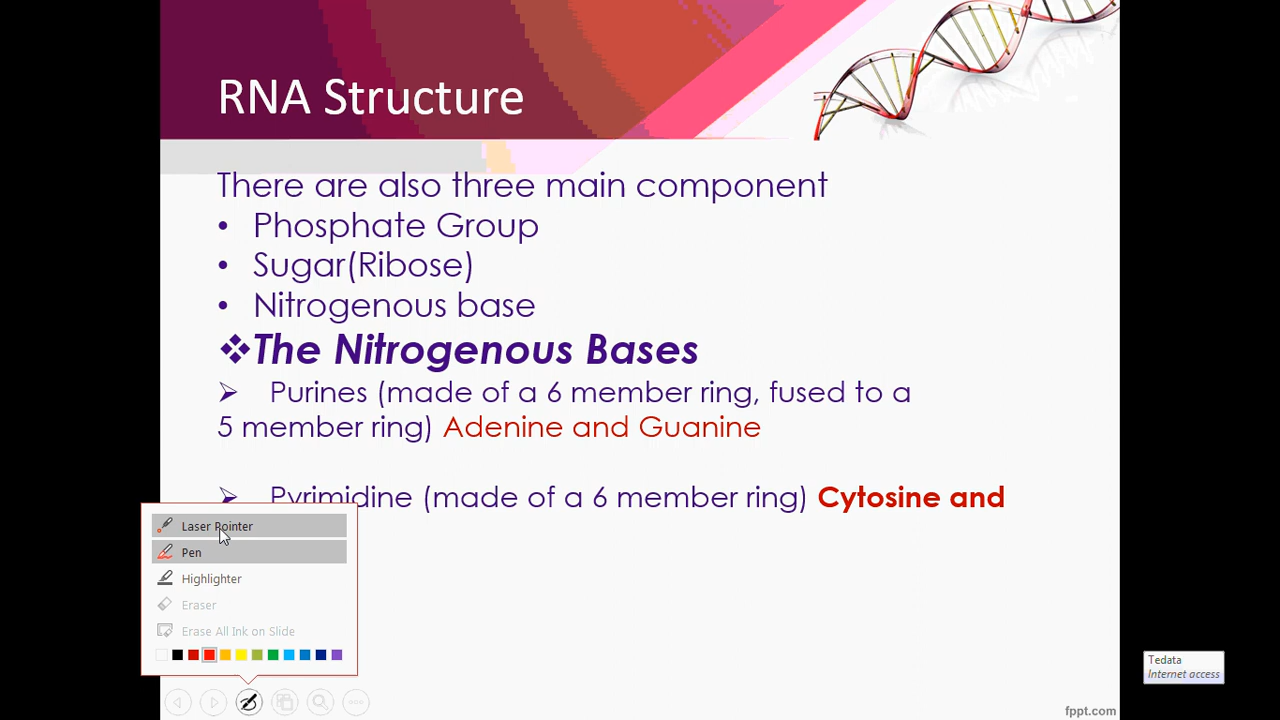 RNA Structure
There are also three main component
• Phosphate Group
• Sugar(Ribose)
• Nitrogenous base
❖The Nitrogenous Bases
➢ Purines (made of a 6 member ring, fused to a
5 member ring) Adenine and Guanine
➢ Pyrimidine (made of a 6 member ring) Cytosine and
Laser Pointer
Pen
Highlighter
Eraser
Erase All Ink on Slide
Tedata
Internet access
fppt.com